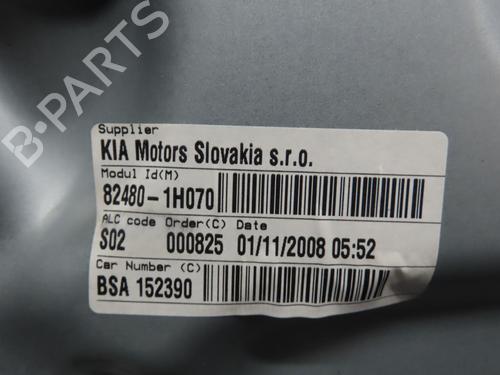 B-PARTS
Supplier
KIA Motors Slovakia s.r.o.
Modul Id(M)
82480-1H070
ALC code Order(C) Date
S02 000825 01/11/2008 05:52
Car Number (C)
BSA 152390